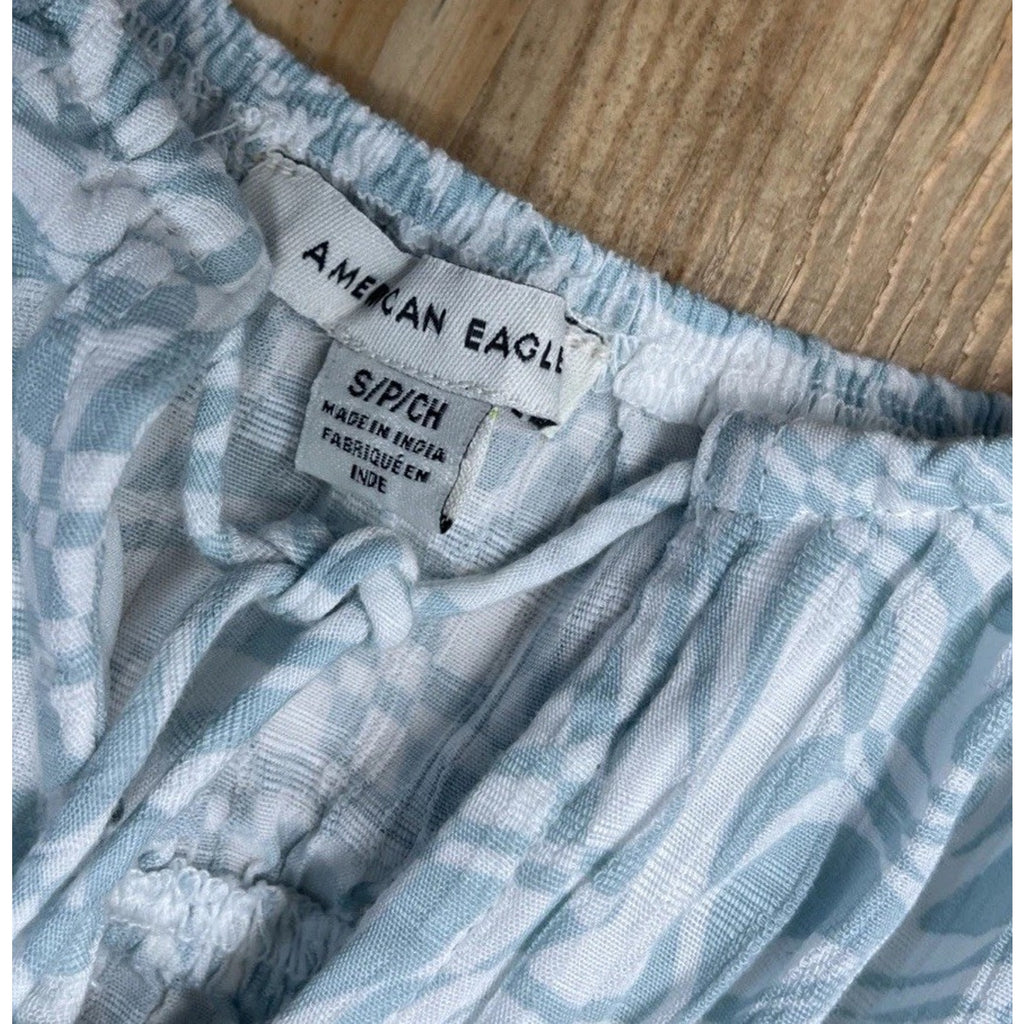 AMERICAN EAGLE
S/P/CH
MADE IN INDIA
FABRIQUÉ EN
INDE